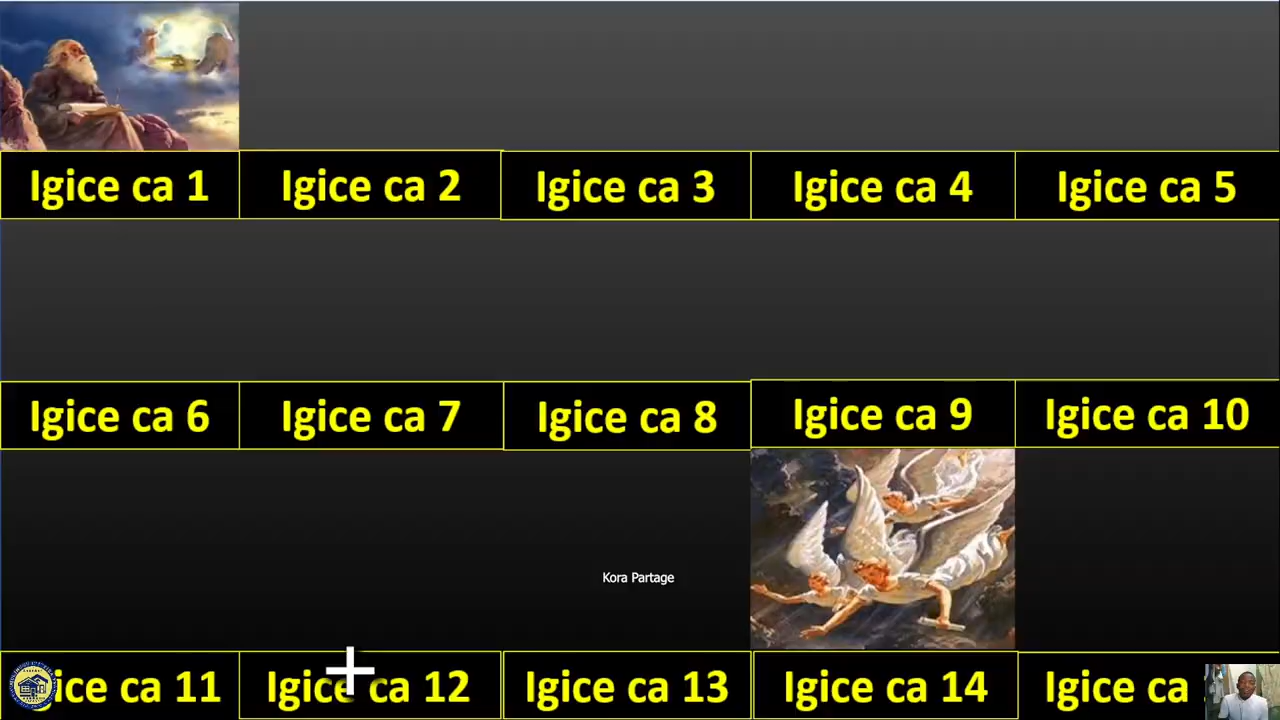 Igice ca 1
Igice ca 2
Igice ca 3
Igice ca 4
Igice ca 5
Igice ca 6
Igice ca 7
Igice ca 8
Igice ca 9
Igice ca 10
Kora Partage
ice ca 11
Igice ca 12
Igice ca 13
Igice ca 14
Igice ca